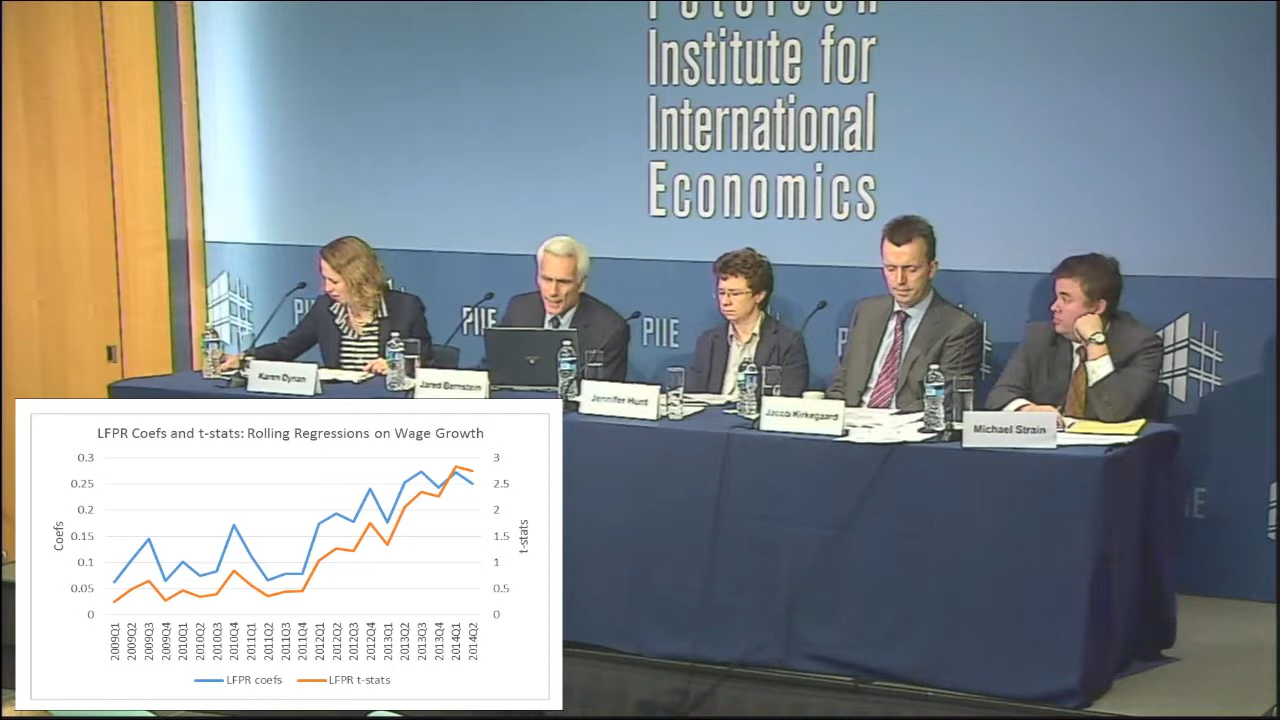 Institute for
International
Economics
PIIE
PIIE
Karen Dynan
Jared Bernstein
Jennifer Hunt
Jacob Kirkegaard
Michael Strain
LFPR Coefs and t-stats: Rolling Regressions on Wage Growth
0.3
0.25
0.2
0.15
0.1
0.05
0
Coefs
3
2.5
2
1.5
1
0.5
0
t-stats
2009Q1
2009Q2
2009Q3
2009Q4
2010Q1
2010Q2
2010Q3
2010Q4
2011Q1
2011Q2
2011Q3
2011Q4
2012Q1
2012Q2
2012Q3
2012Q4
2013Q1
2013Q2
2013Q3
2013Q4
2014Q1
2014Q2
LFPR coefs
LFPR t-stats